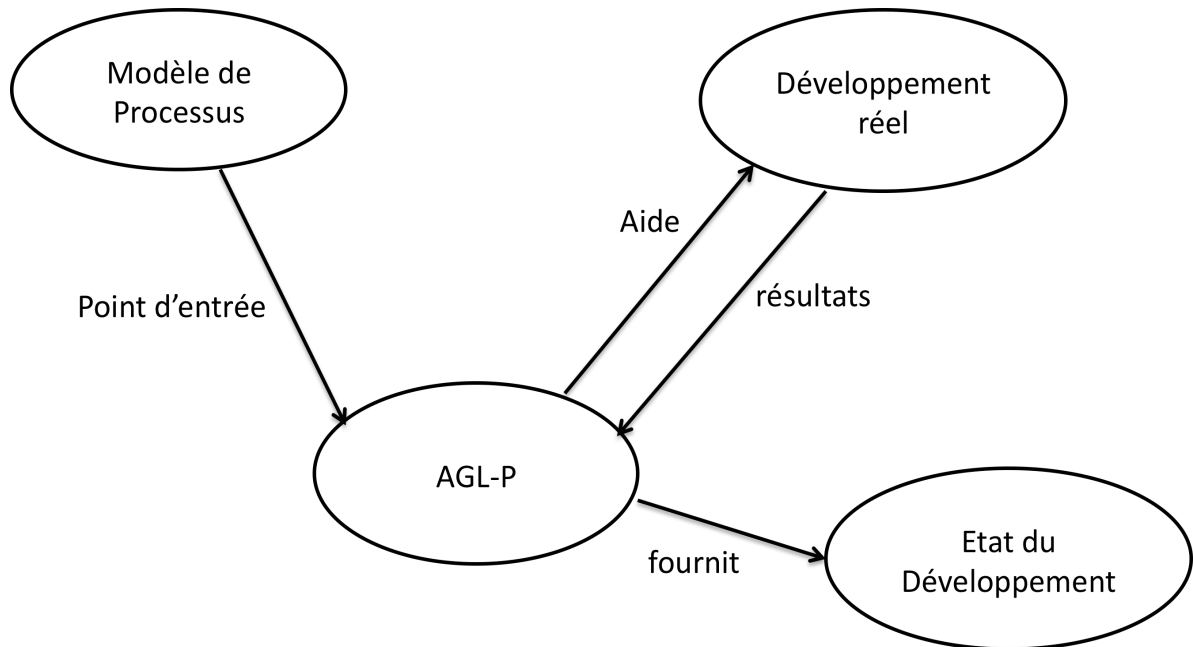 Modèle de
Processus
Développement
réel
Aide
résultats
Point d’entrée
AGL-P
fournit
Etat du
Développement